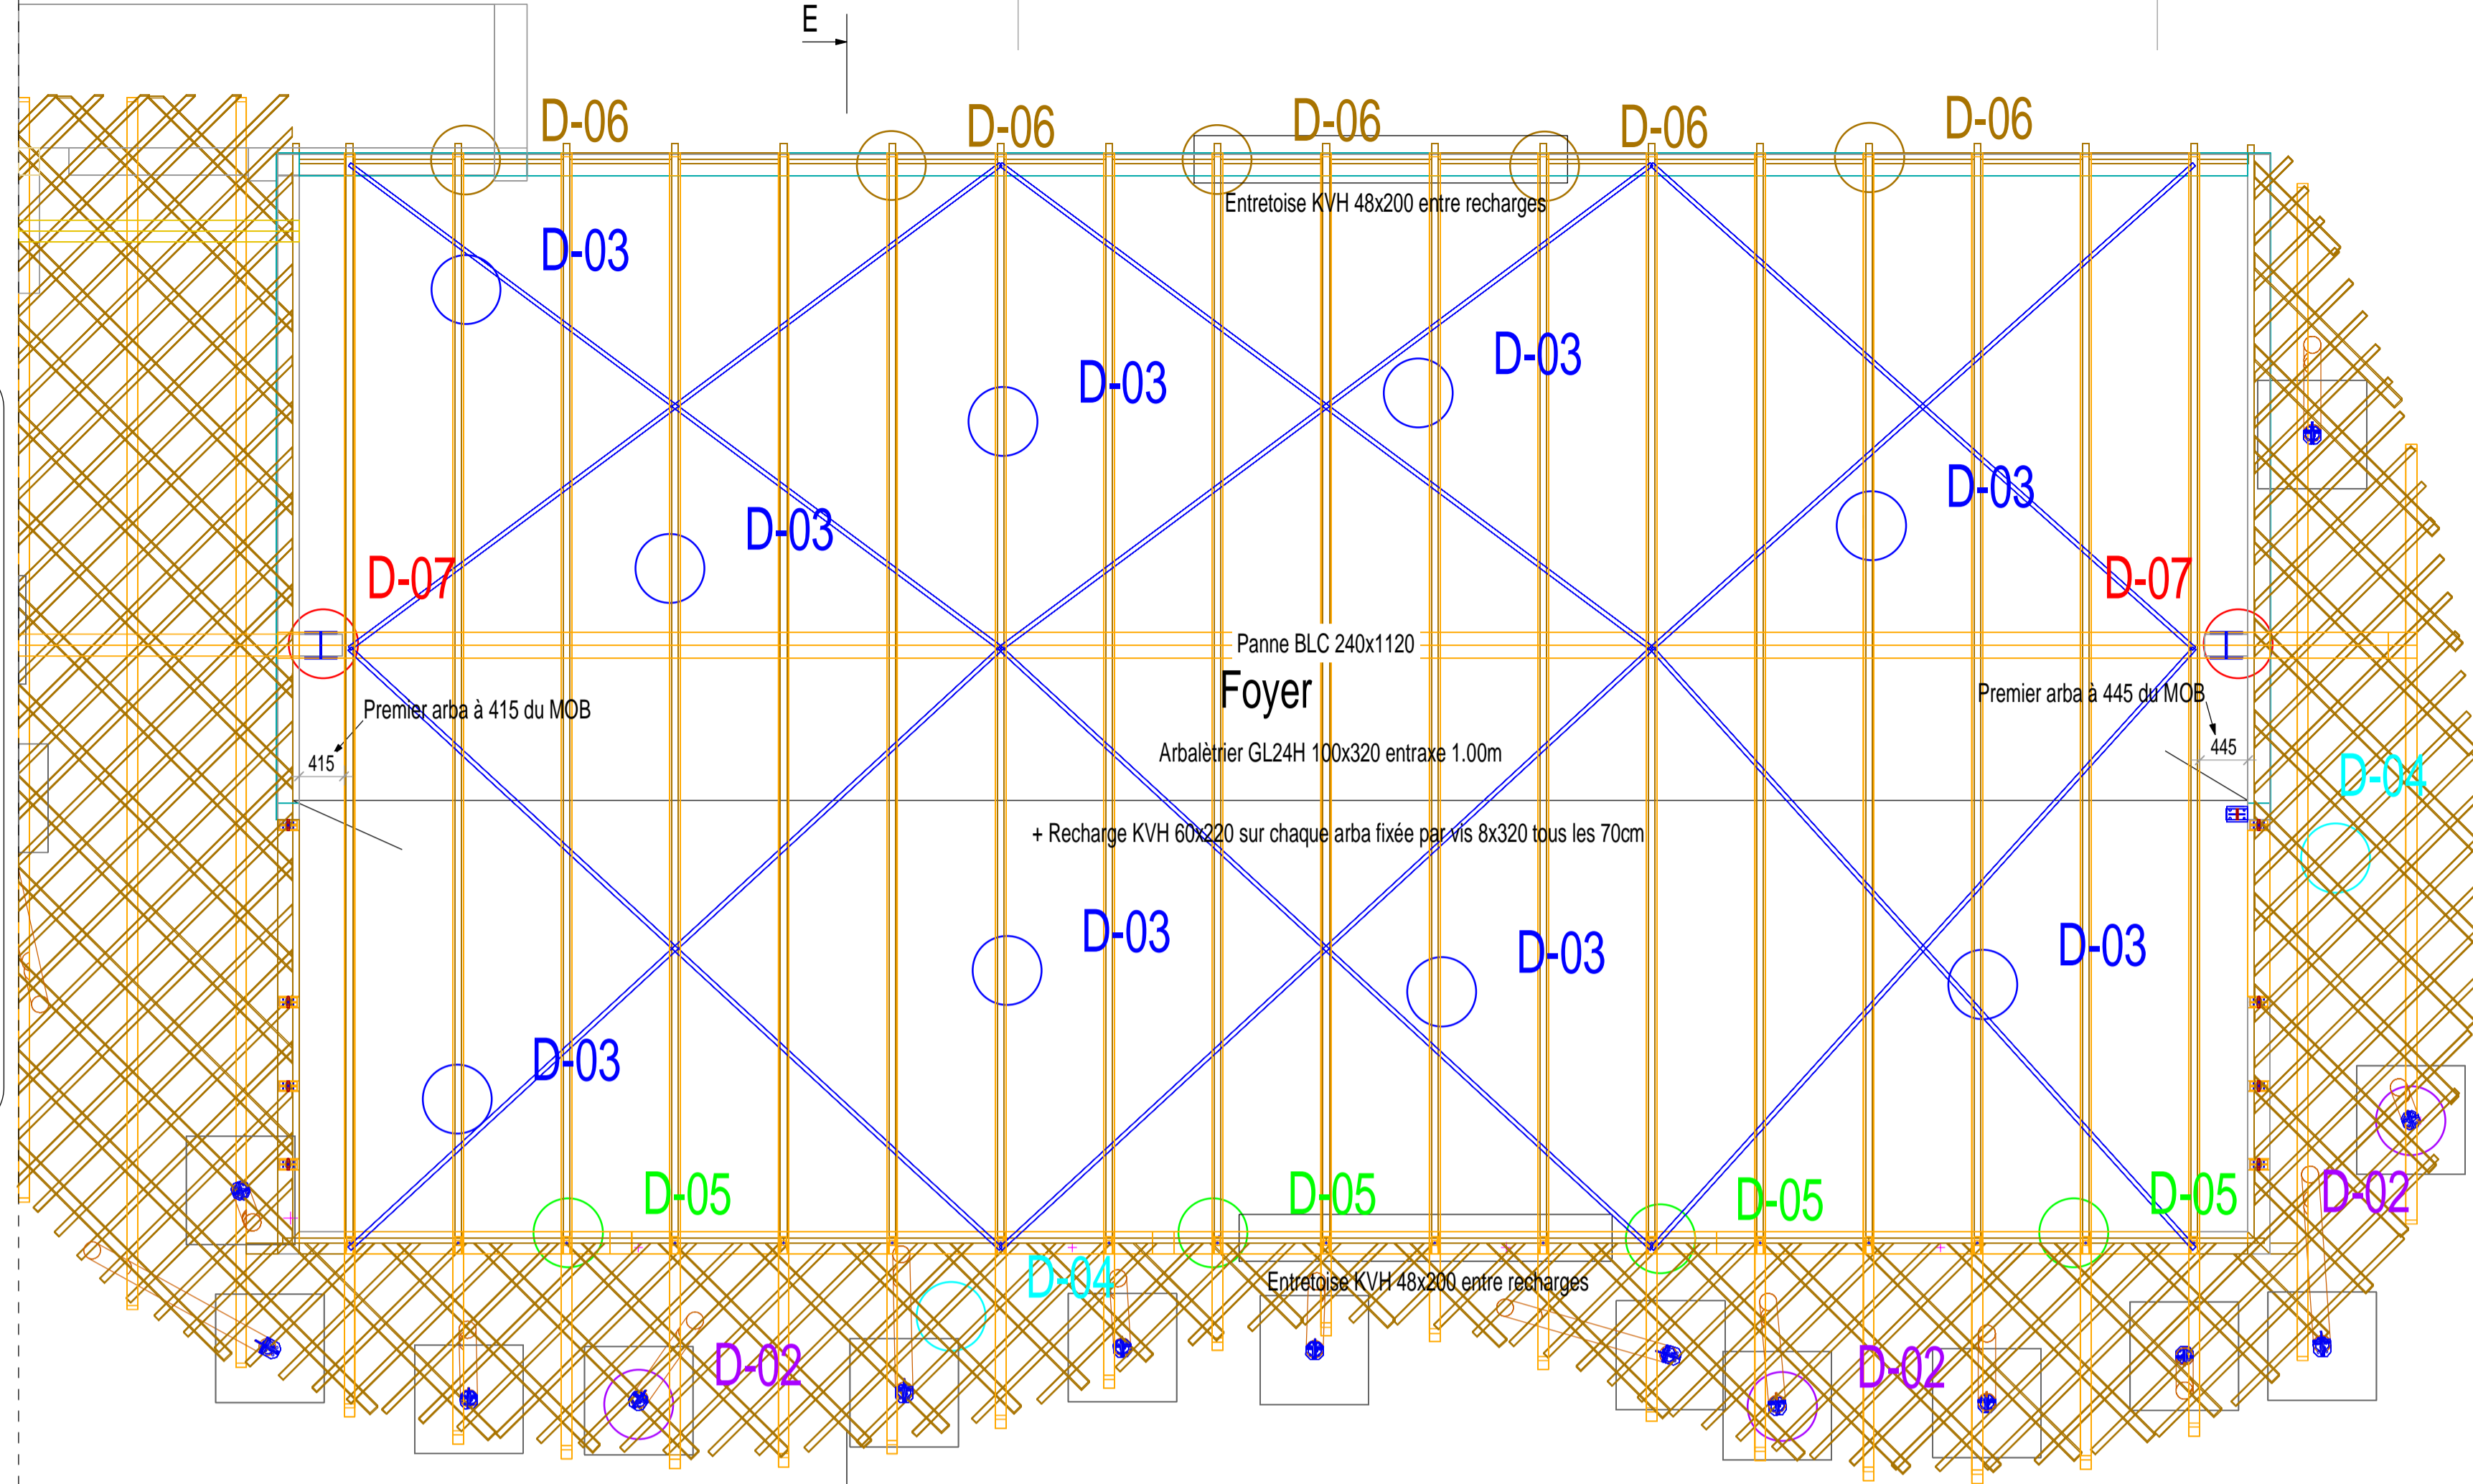 E
D-06
D-06
D-06
D-06
D-06
Entretoise KVH 48x200 entre recharges
D-03
D-03
D-03
D-03
D-03
D-07
D-07
Panne BLC 240x1120
Foyer
Premier arba à 415 du MOB
Premier arba à 445 du MOB
415
445
Arbalètrier GL24H 100x320 entraxe 1.00m
D-04
+ Recharge KVH 60x220 sur chaque arba fixée par vis 8x320 tous les 70cm
D-03
D-03
D-03
D-03
D-05
D-05
D-05
D-05
D-02
D-04
Entretoise KVH 48x200 entre recharges
D-02
D-02